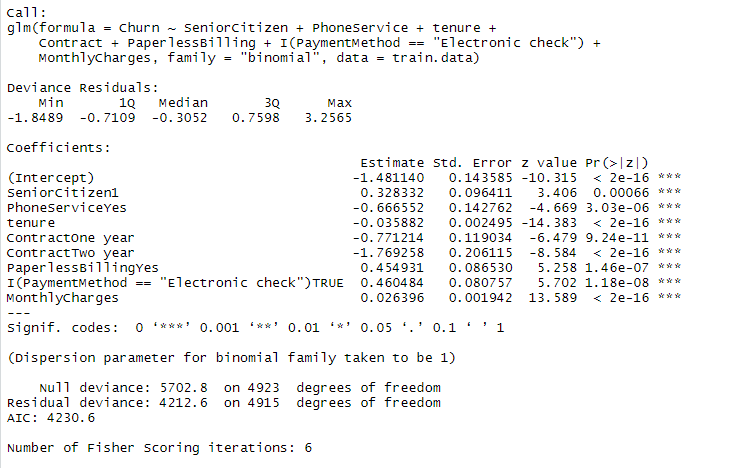 Call:
glm(formula = Churn ~ SeniorCitizen + PhoneService + tenure +
    Contract + PaperlessBilling + I(PaymentMethod == "Electronic check") +
    MonthlyCharges, family = "binomial", data = train.data)

Deviance Residuals:
    Min       1Q   Median       3Q      Max
-1.8489  -0.7109  -0.3052   0.7598   3.2565

Coefficients:
                                             Estimate Std. Error z value Pr(>|z|)
(Intercept)                                 -1.481140   0.143585 -10.315  < 2e-16 ***
SeniorCitizen1                               0.328332   0.096411   3.406  0.00066 ***
PhoneServiceYes                             -0.666552   0.142762  -4.669 3.03e-06 ***
tenure                                      -0.035882   0.002495 -14.383  < 2e-16 ***
ContractOne year                            -0.771214   0.119034  -6.479 9.24e-11 ***
ContractTwo year                            -1.769258   0.206115  -8.584  < 2e-16 ***
PaperlessBillingYes                          0.454931   0.086530   5.258 1.46e-07 ***
I(PaymentMethod == "Electronic check")TRUE   0.460484   0.080757   5.702 1.18e-08 ***
MonthlyCharges                               0.026396   0.001942  13.589  < 2e-16 ***
---
Signif. codes:  0 ‘***’ 0.001 ‘**’ 0.01 ‘*’ 0.05 ‘.’ 0.1 ‘ ’ 1

(Dispersion parameter for binomial family taken to be 1)

    Null deviance: 5702.8  on 4923  degrees of freedom
Residual deviance: 4212.6  on 4915  degrees of freedom
AIC: 4230.6

Number of Fisher Scoring iterations: 6